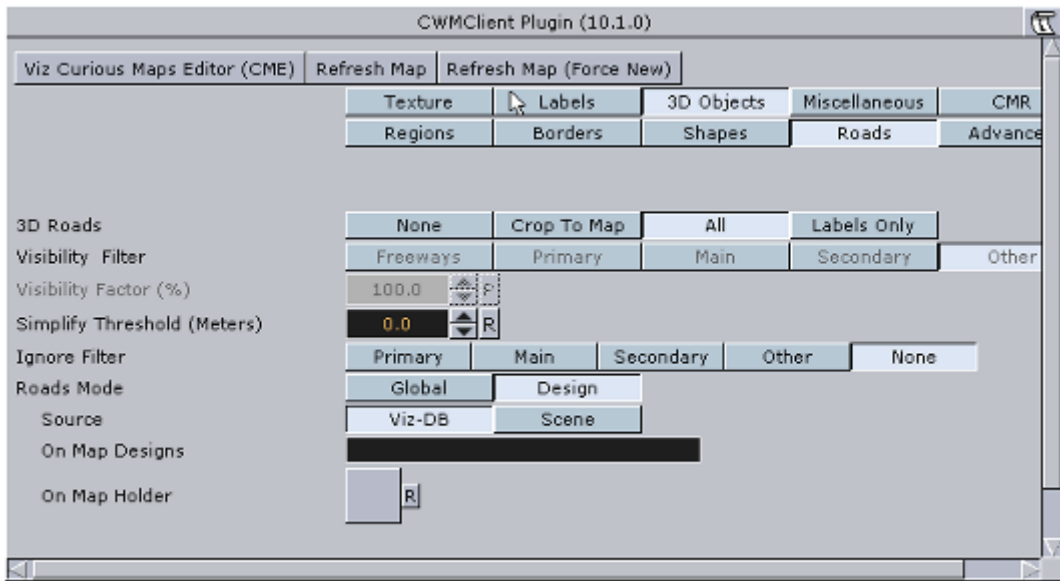 CWMClient Plugin (10.1.0)
Viz Curious Maps Editor (CME) Refresh Map Refresh Map (Force New)
Texture Labels 3D Objects Miscellaneous CMR
Regions Borders Shapes Roads Advance
3D Roads None Crop To Map All Labels Only
Visibility Filter Freeways Primary Main Secondary Other
Visibility Factor (%) 100.0
Simplify Threshold (Meters) 0.0 R
Ignore Filter Primary Main Secondary Other None
Roads Mode Global Design
Source Viz-DB Scene
On Map Designs
On Map Holder R